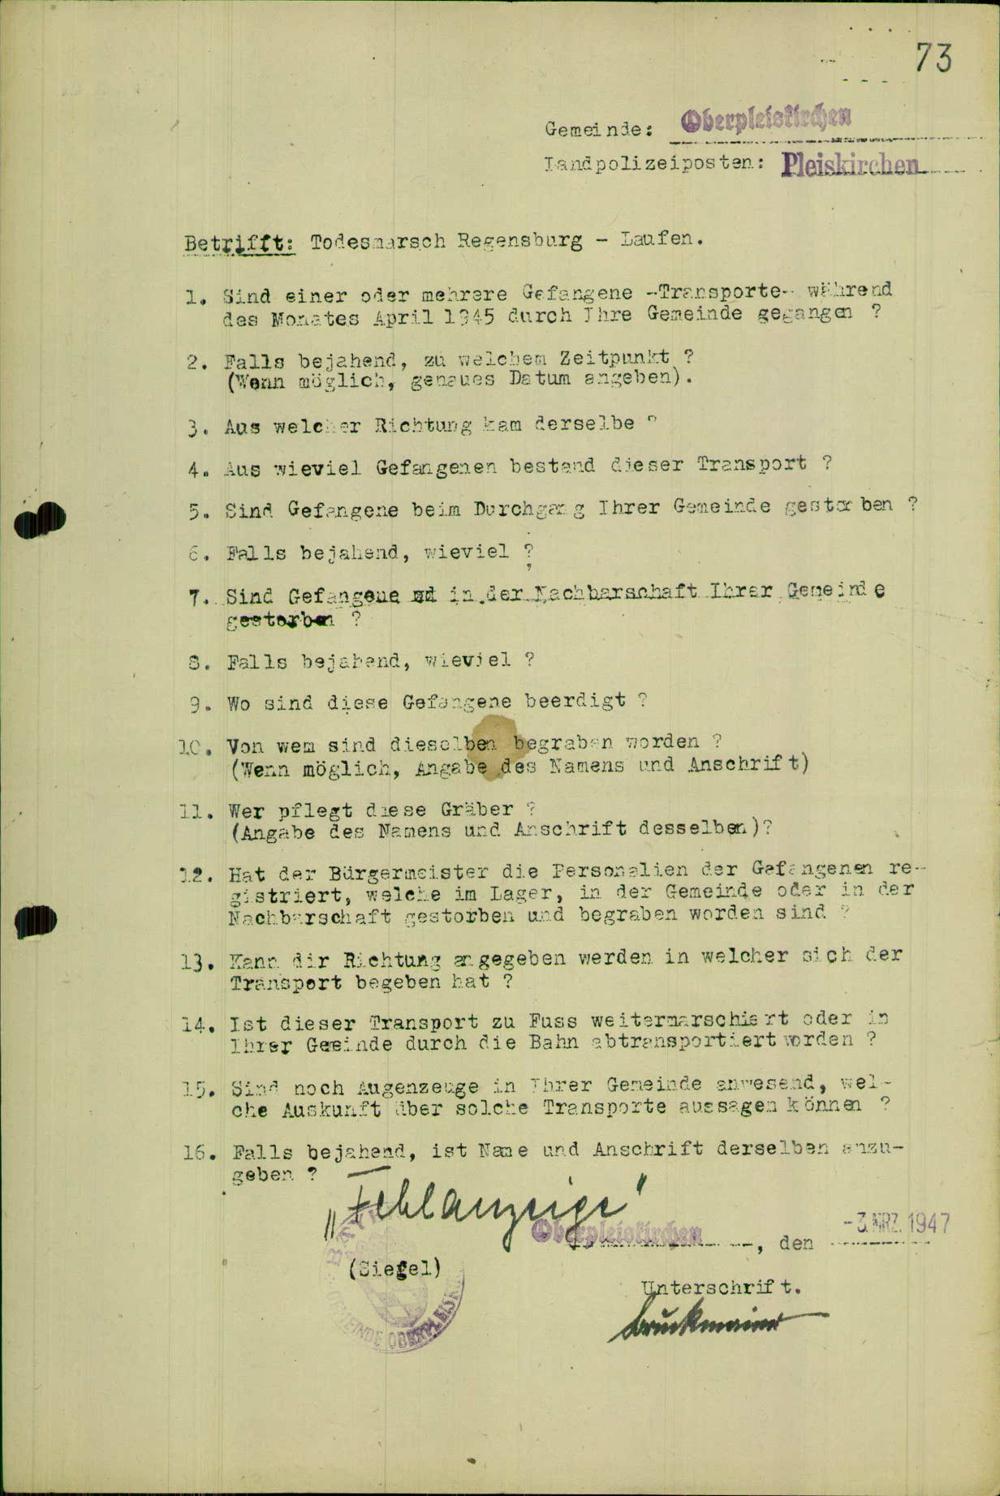 73
Gemeinde: Oberpleiskirchen
Landpolizeiposten: Pleiskirchen
Betrifft: Todesmarsch Regensburg - Laufen.
1. Sind einer oder mehrere Gefangene -Transporte- während
des Monates April 1945 durch Ihre Gemeinde gegangen ?
2. Falls bejahend, zu welchem Zeitpunkt ?
(Wenn möglich, genaues Datum angeben).
3. Aus welcher Richtung kam derselbe ?
4. Aus wieviel Gefangenen bestand dieser Transport ?
5. Sind Gefangene beim Durchgang Ihrer Gemeinde gestorben ?
6. Falls bejahend, wieviel ?
7. Sind Gefangene in der Nachbarschaft Ihrer Gemeinde
gestorben ?
8. Falls bejahend, wieviel ?
9. Wo sind diese Gefangene beerdigt ?
10. Von wem sind dieselben begraben worden ?
(Wenn möglich, Angabe des Namens und Anschrift)
11. Wer pflegt diese Gräber ?
(Angabe des Namens und Anschrift desselben)?
12. Hat der Bürgermeister die Personalien der Gefangenen re-
gistriert, welche im Lager, in der Gemeinde oder in der
Nachbarschaft gestorben und begraben worden sind ?
13. Kann dir Richtung angegeben werden in welcher sich der
Transport begeben hat ?
14. Ist dieser Transport zu Fuss weitermarschiert oder in
Ihrer Gemeinde durch die Bahn abtransportiert worden ?
15. Sind noch Augenzeuge in Ihrer Gemeinde anwesend, wel-
che Auskunft über solche Transporte aussagen können ?
16. Falls bejahend, ist Name und Anschrift derselben anzu-
geben ?
"Fehlanzeige"
Oberpleiskirchen, den -3. MRZ. 1947
(Siegel)
GEMEINDE OBERPLEISK
Unterschrift.
Bruckmaier